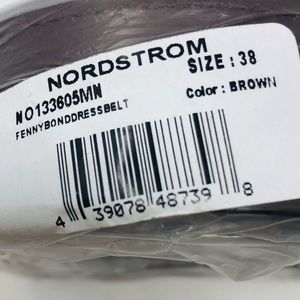 NORDSTROM
NO133605MN SIZE : 38
FENNYBONDDRESSBELT Color : BROWN
4 39078 48739 8